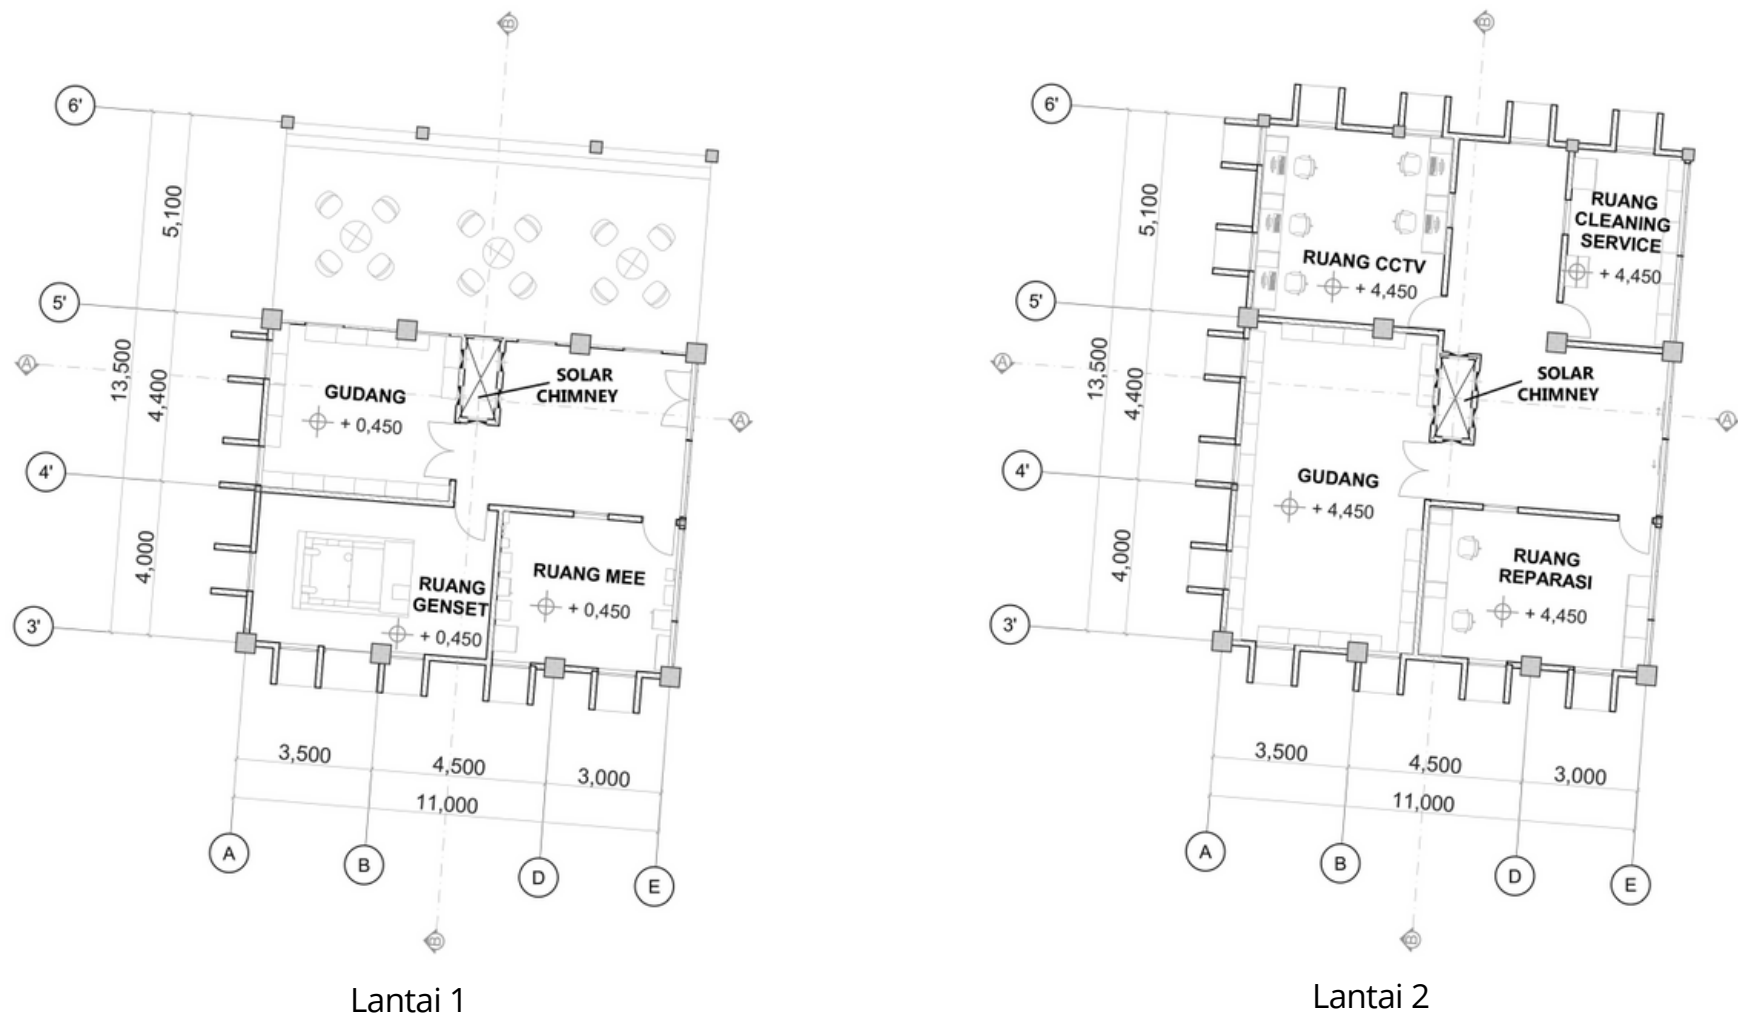 B
6'
5,100
5'
A
13,500
4,400
GUDANG
+ 0,450
SOLAR
CHIMNEY
A
4'
4,000
RUANG
GENSET
+ 0,450
RUANG MEE
+ 0,450
3'
3,500
4,500
3,000
11,000
A
B
D
E
B
Lantai 1
B
6'
5,100
RUANG CCTV
+ 4,450
RUANG
CLEANING
SERVICE
+ 4,450
5'
A
13,500
4,400
SOLAR
CHIMNEY
A
4'
GUDANG
+ 4,450
4,000
RUANG
REPARASI
+ 4,450
3'
3,500
4,500
3,000
11,000
A
B
D
E
B
Lantai 2